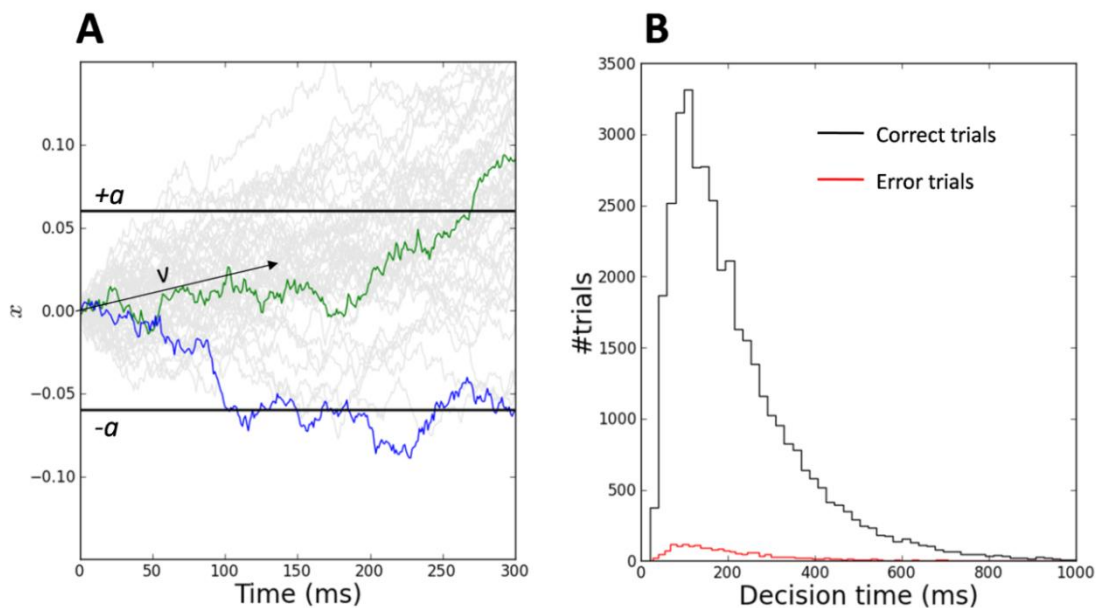 A
0.10
0.05
0.00
−0.05
−0.10
x
+a
ν
-a
0
50
100
150
200
250
300
Time (ms)
B
3500
3000
2500
2000
1500
1000
500
0
#trials
Correct trials
Error trials
0
200
400
600
800
1000
Decision time (ms)